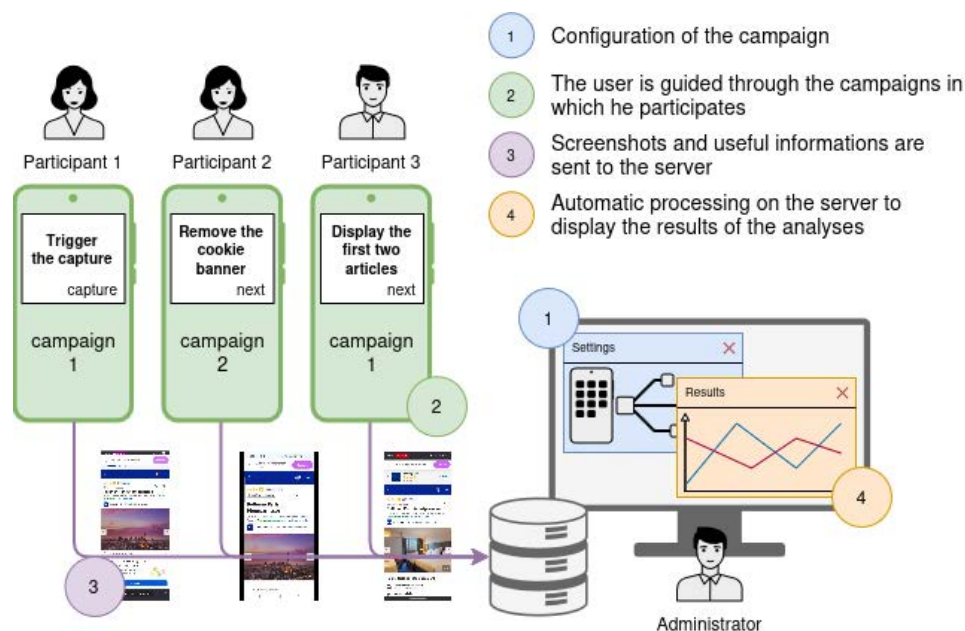 1
Configuration of the campaign
2
The user is guided through the campaigns in
which he participates
3
Screenshots and useful informations are
sent to the server
4
Automatic processing on the server to
display the results of the analyses
Participant 1
Participant 2
Participant 3
Trigger
the capture
capture
campaign
1
Remove the
cookie
banner
next
campaign
2
Display the
first two
articles
next
campaign
1
2
3
1
Settings
Results
4
Administrator